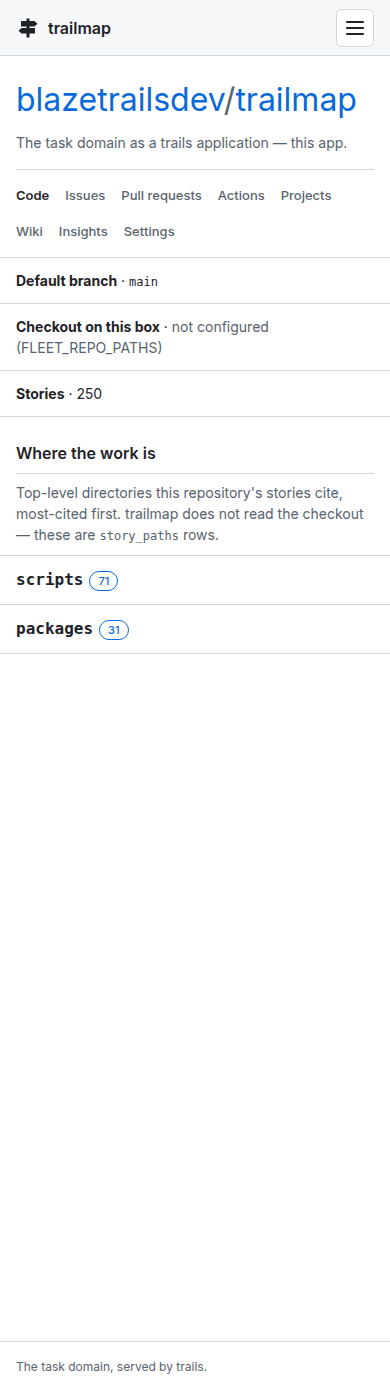 trailmap
blazetrailsdev/trailmap
The task domain as a trails application — this app.
Code Issues Pull requests Actions Projects
Wiki Insights Settings
Default branch · main
Checkout on this box · not configured
(FLEET_REPO_PATHS)
Stories · 250
Where the work is
Top-level directories this repository's stories cite,
most-cited first. trailmap does not read the checkout
— these are story_paths rows.
scripts 71
packages 31
The task domain, served by trails.